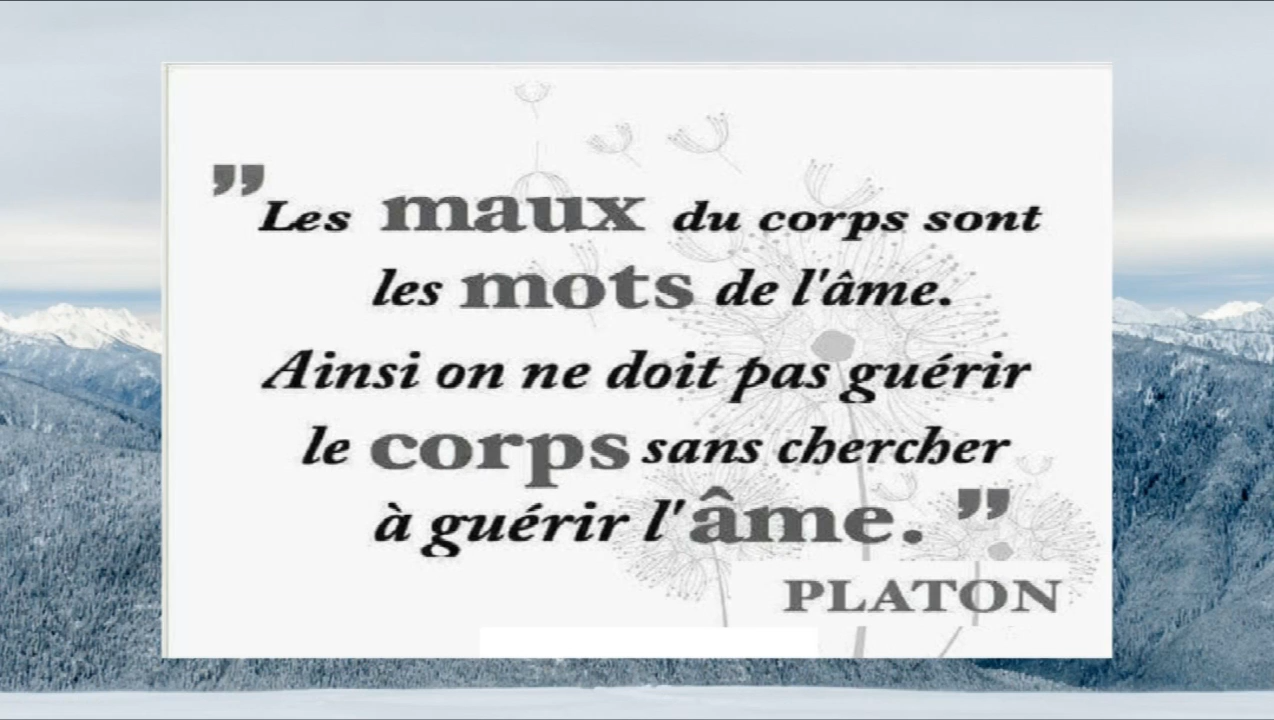 ”Les maux du corps sont
les mots de l'âme.
Ainsi on ne doit pas guérir
le corps sans chercher
à guérir l'âme.”
PLATON